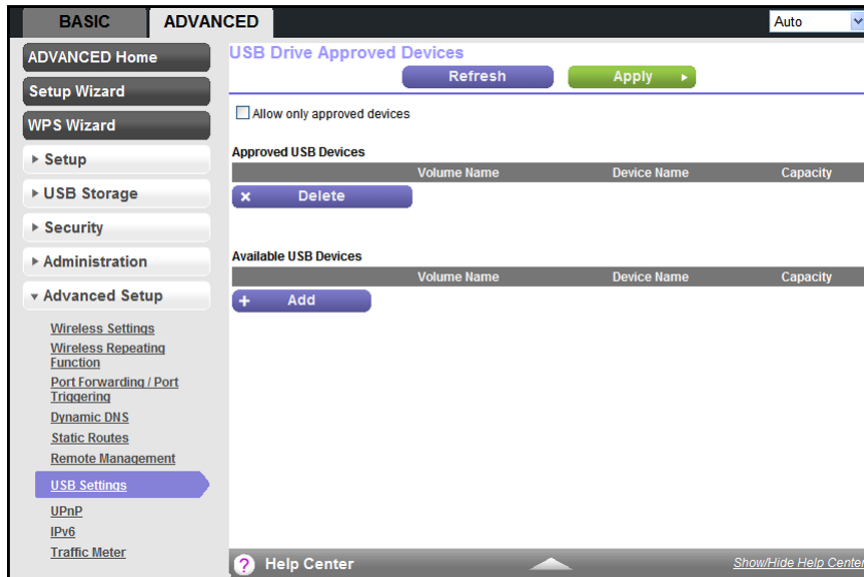 BASIC
ADVANCED
Auto
ADVANCED Home
Setup Wizard
WPS Wizard
Setup
USB Storage
Security
Administration
Advanced Setup
Wireless Settings
Wireless Repeating
Function
Port Forwarding / Port
Triggering
Dynamic DNS
Static Routes
Remote Management
USB Settings
UPnP
IPv6
Traffic Meter
USB Drive Approved Devices
Refresh
Apply
Allow only approved devices
Approved USB Devices
Volume Name Device Name Capacity
Delete
Available USB Devices
Volume Name Device Name Capacity
Add
Help Center
Show/Hide Help Center